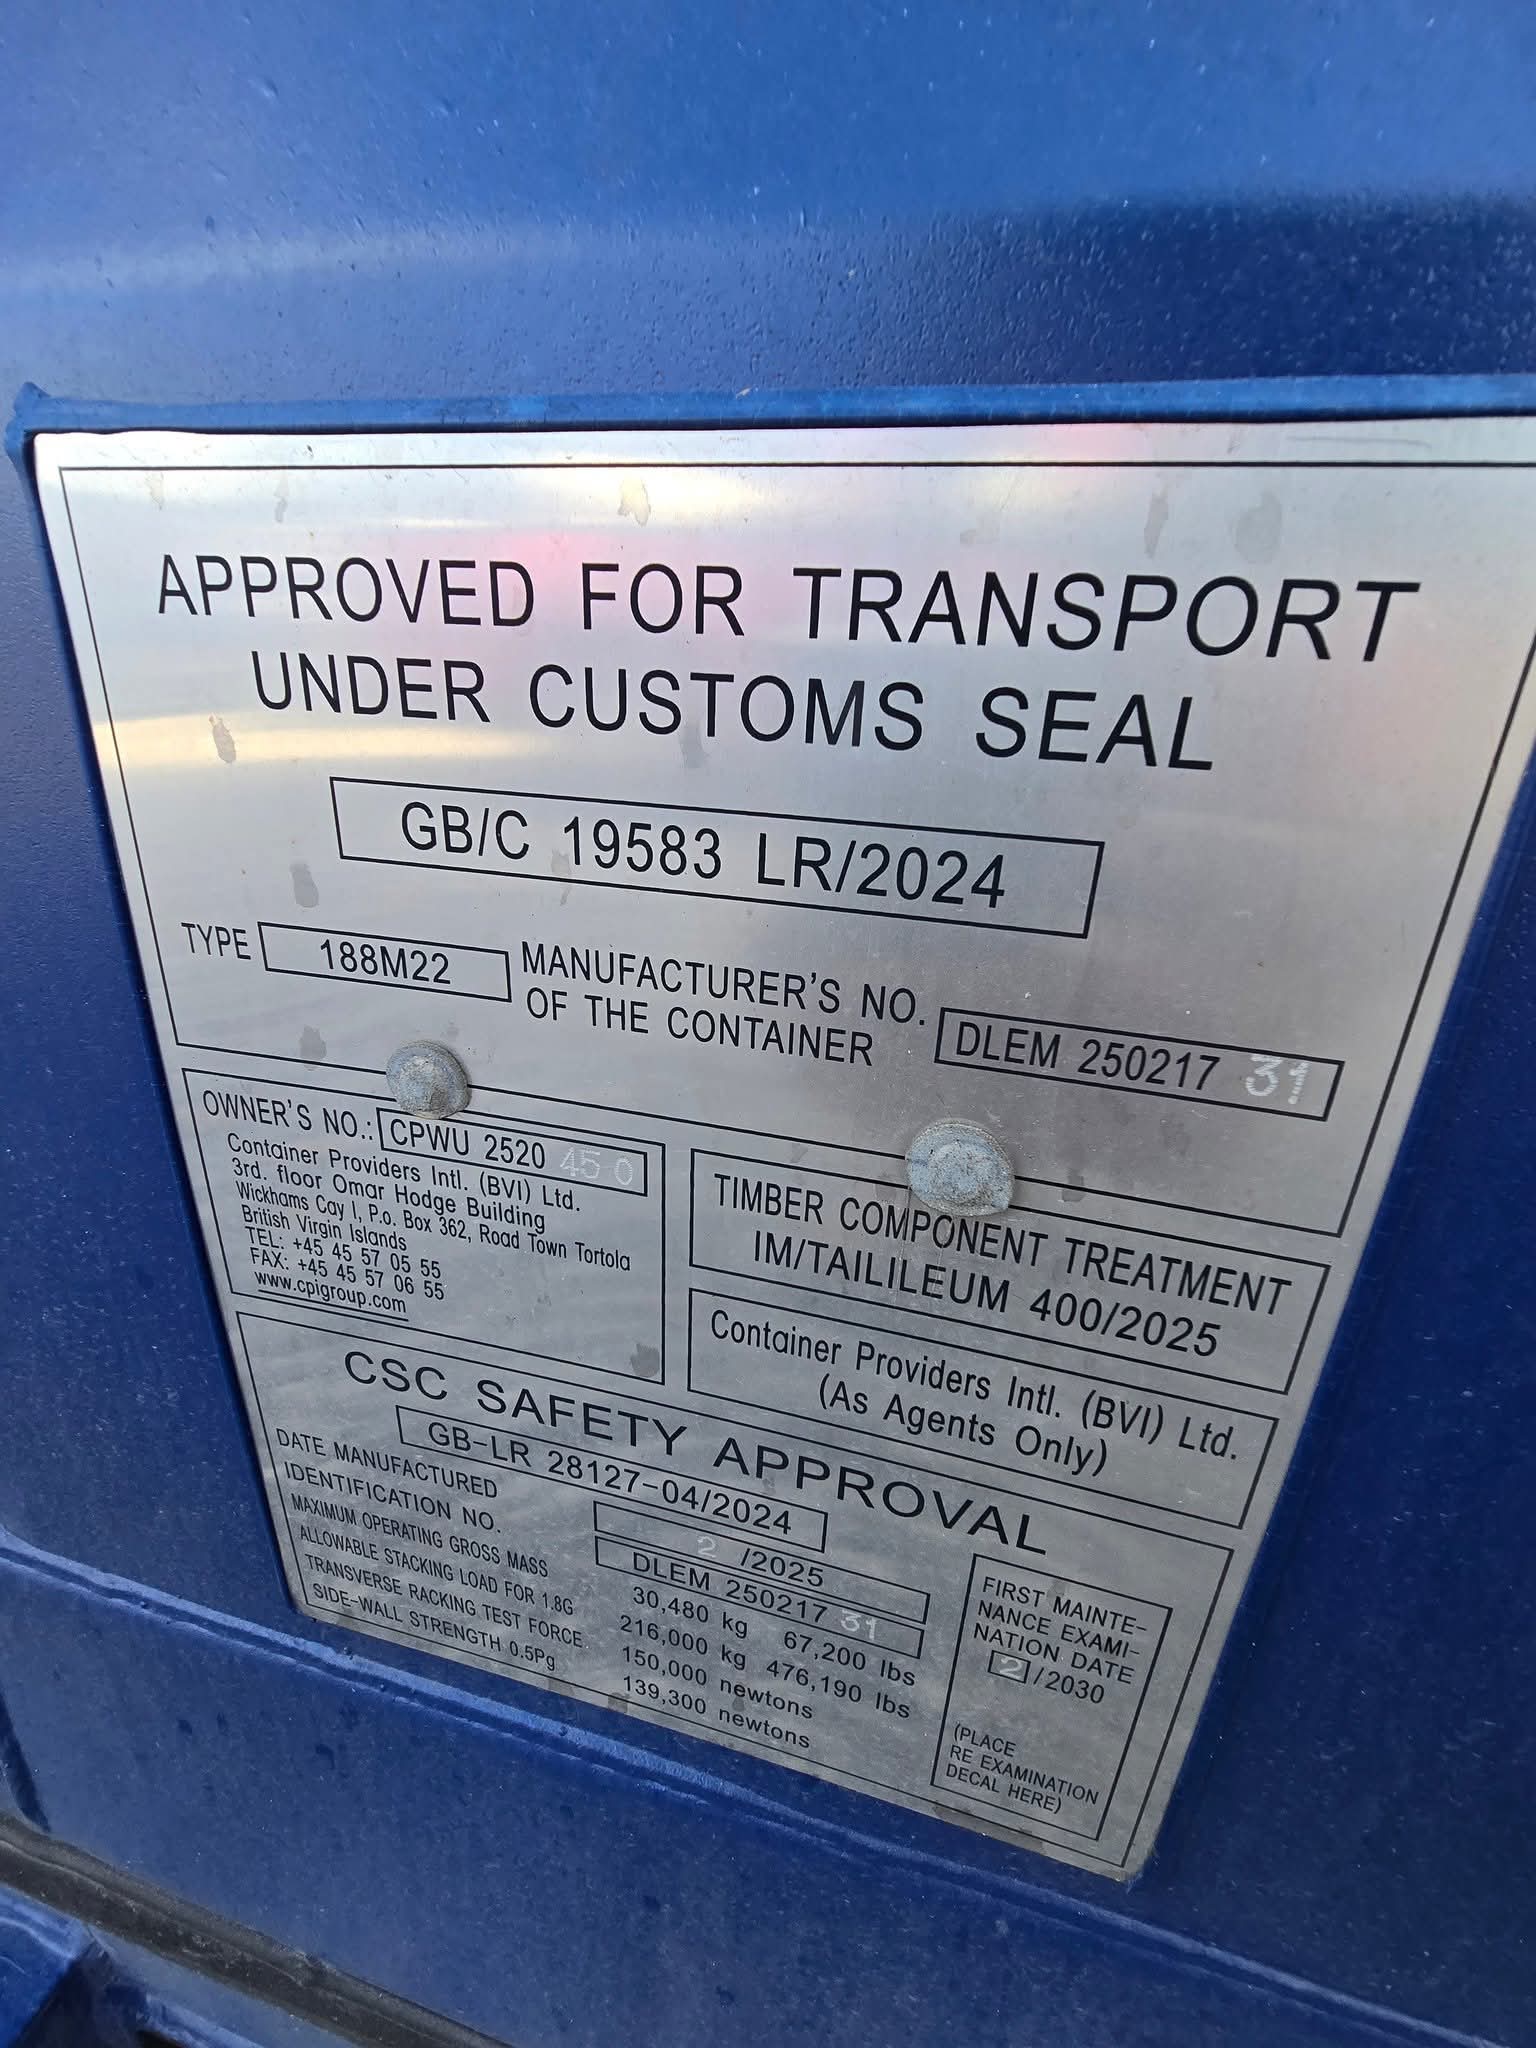 APPROVED FOR TRANSPORT
UNDER CUSTOMS SEAL
GB/C 19583 LR/2024
TYPE 188M22 MANUFACTURER'S NO. OF THE CONTAINER DLEM 250217 31
OWNER'S NO.: CPWU 2520 45 0
Container Providers Intl. (BVI) Ltd.
3rd. floor Omar Hodge Building
Wickhams Cay I, P.o. Box 362, Road Town Tortola
British Virgin Islands
TEL: +45 45 57 05 55
FAX: +45 45 57 06 55
www.cpigroup.com
TIMBER COMPONENT TREATMENT
IM/TAILILEUM 400/2025
Container Providers Intl. (BVI) Ltd.
(As Agents Only)
CSC SAFETY APPROVAL
GB-LR 28127-04/2024
DATE MANUFACTURED 2 /2025
IDENTIFICATION NO. DLEM 250217 31
MAXIMUM OPERATING GROSS MASS 30,480 kg 67,200 lbs
ALLOWABLE STACKING LOAD FOR 1.8G 216,000 kg 476,190 lbs
TRANSVERSE RACKING TEST FORCE 150,000 newtons
SIDE-WALL STRENGTH 0.5Pg 139,300 newtons
FIRST MAINTE-
NANCE EXAMI-
NATION DATE
2 /2030
(PLACE
RE EXAMINATION
DECAL HERE)